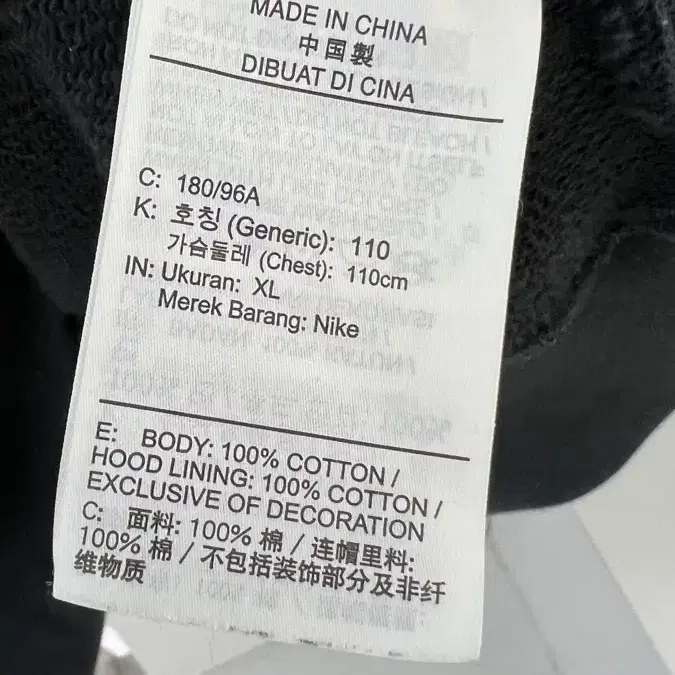 MADE IN CHINA
中国製
DIBUAT DI CINA
C: 180/96A
K: 호칭 (Generic): 110
가슴둘레 (Chest): 110cm
IN: Ukuran: XL
Merek Barang: Nike
E: BODY: 100% COTTON /
HOOD LINING: 100% COTTON /
EXCLUSIVE OF DECORATION
C: 面料: 100% 棉 / 连帽里料:
100% 棉 / 不包括装饰部分及非纤
维物质